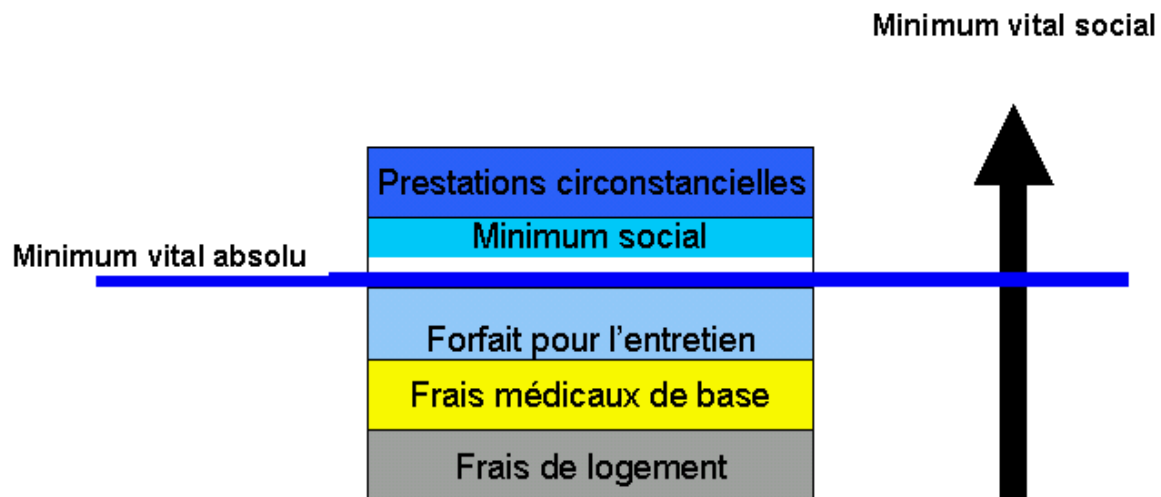 Minimum vital social
Prestations circonstancielles
Minimum social
Minimum vital absolu
Forfait pour l'entretien
Frais médicaux de base
Frais de logement